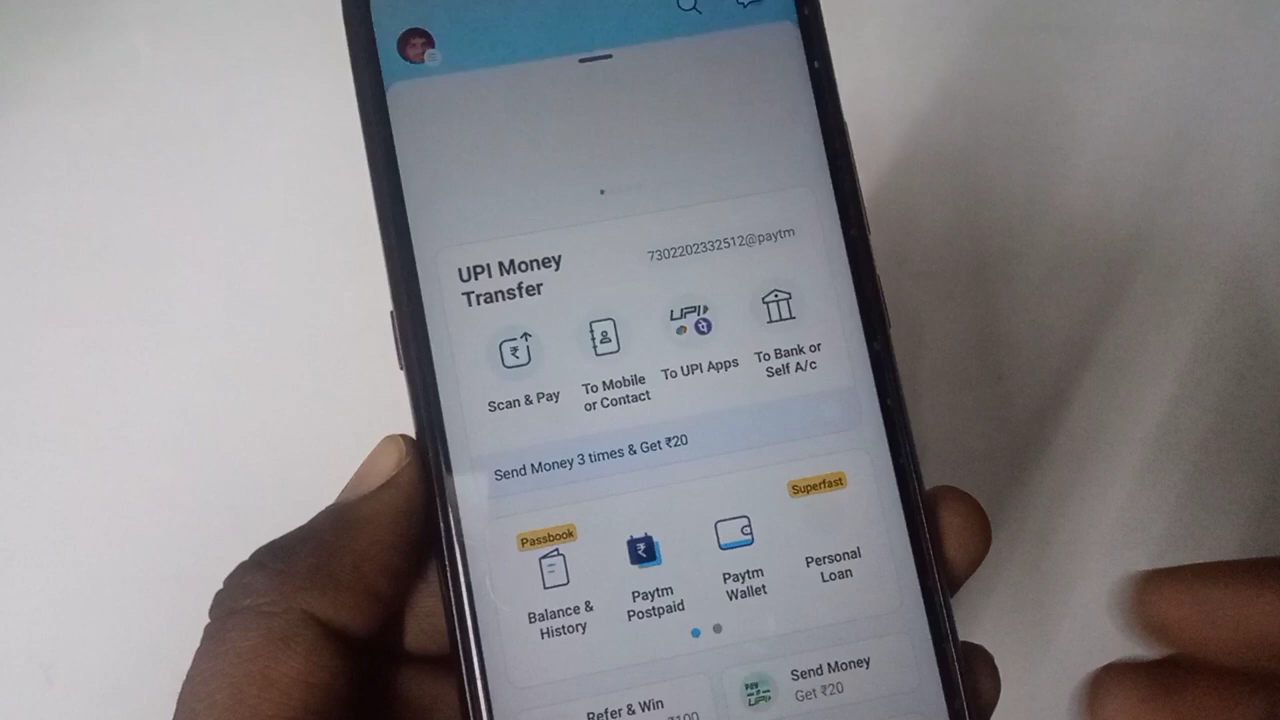 UPI Money
Transfer
7302202332512@paytm
UPI
Scan & Pay
To Mobile
or Contact
To UPI Apps
To Bank or
Self A/c
Send Money 3 times & Get ₹20
Passbook
Superfast
Balance &
History
Paytm
Postpaid
Paytm
Wallet
Personal
Loan
Refer & Win
₹100
UPI
Send Money
Get ₹20